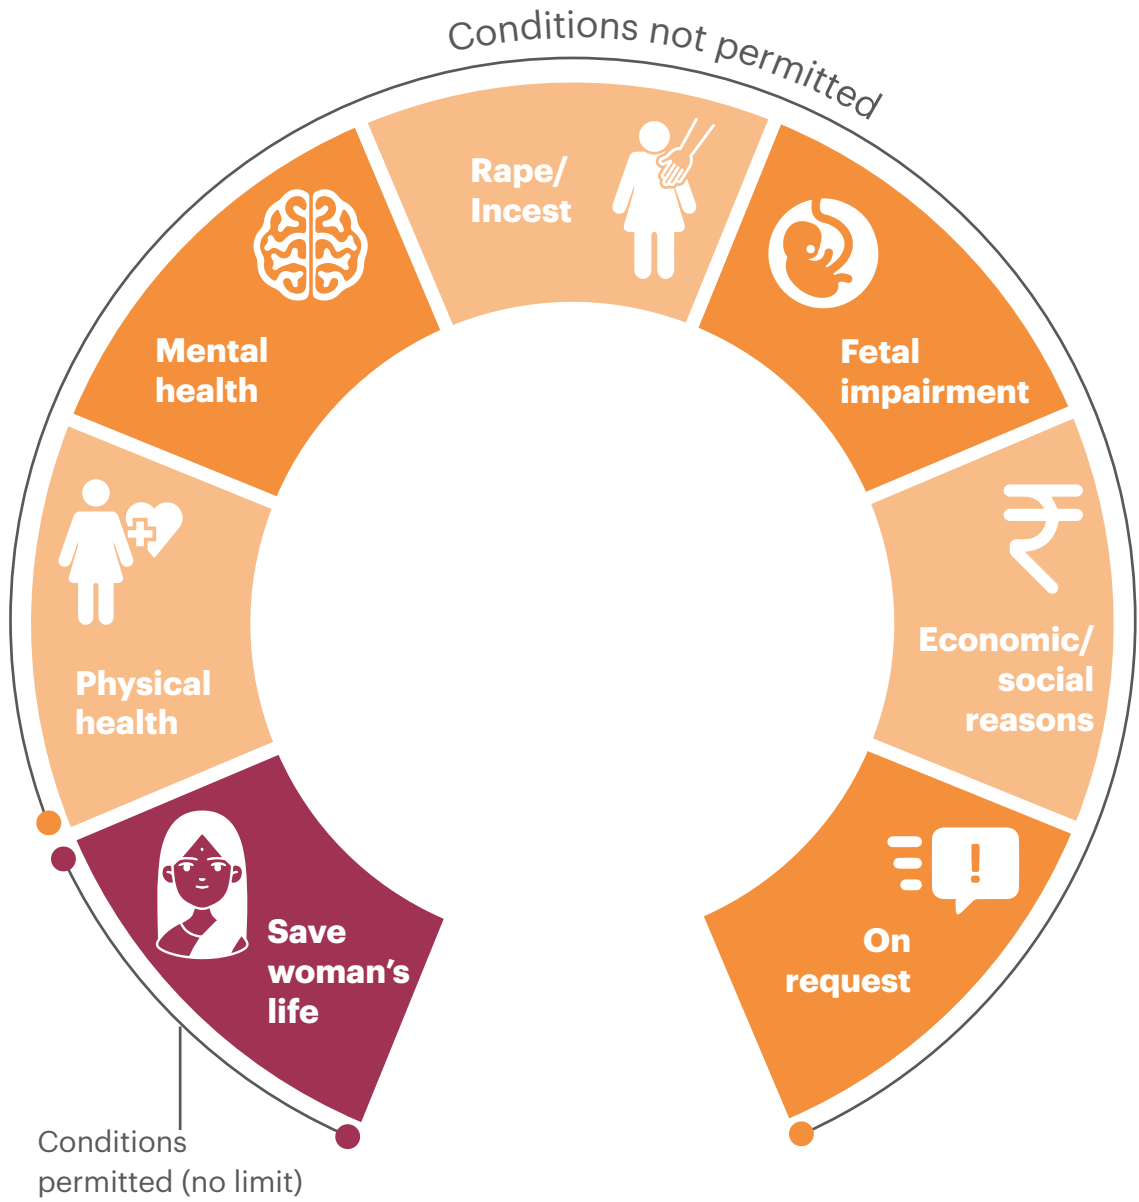 Conditions not permitted
Rape/
Incest
Mental
health
Fetal
impairment
Physical
health
Economic/
social
reasons
Save
woman's
life
On
request
Conditions
permitted (no limit)